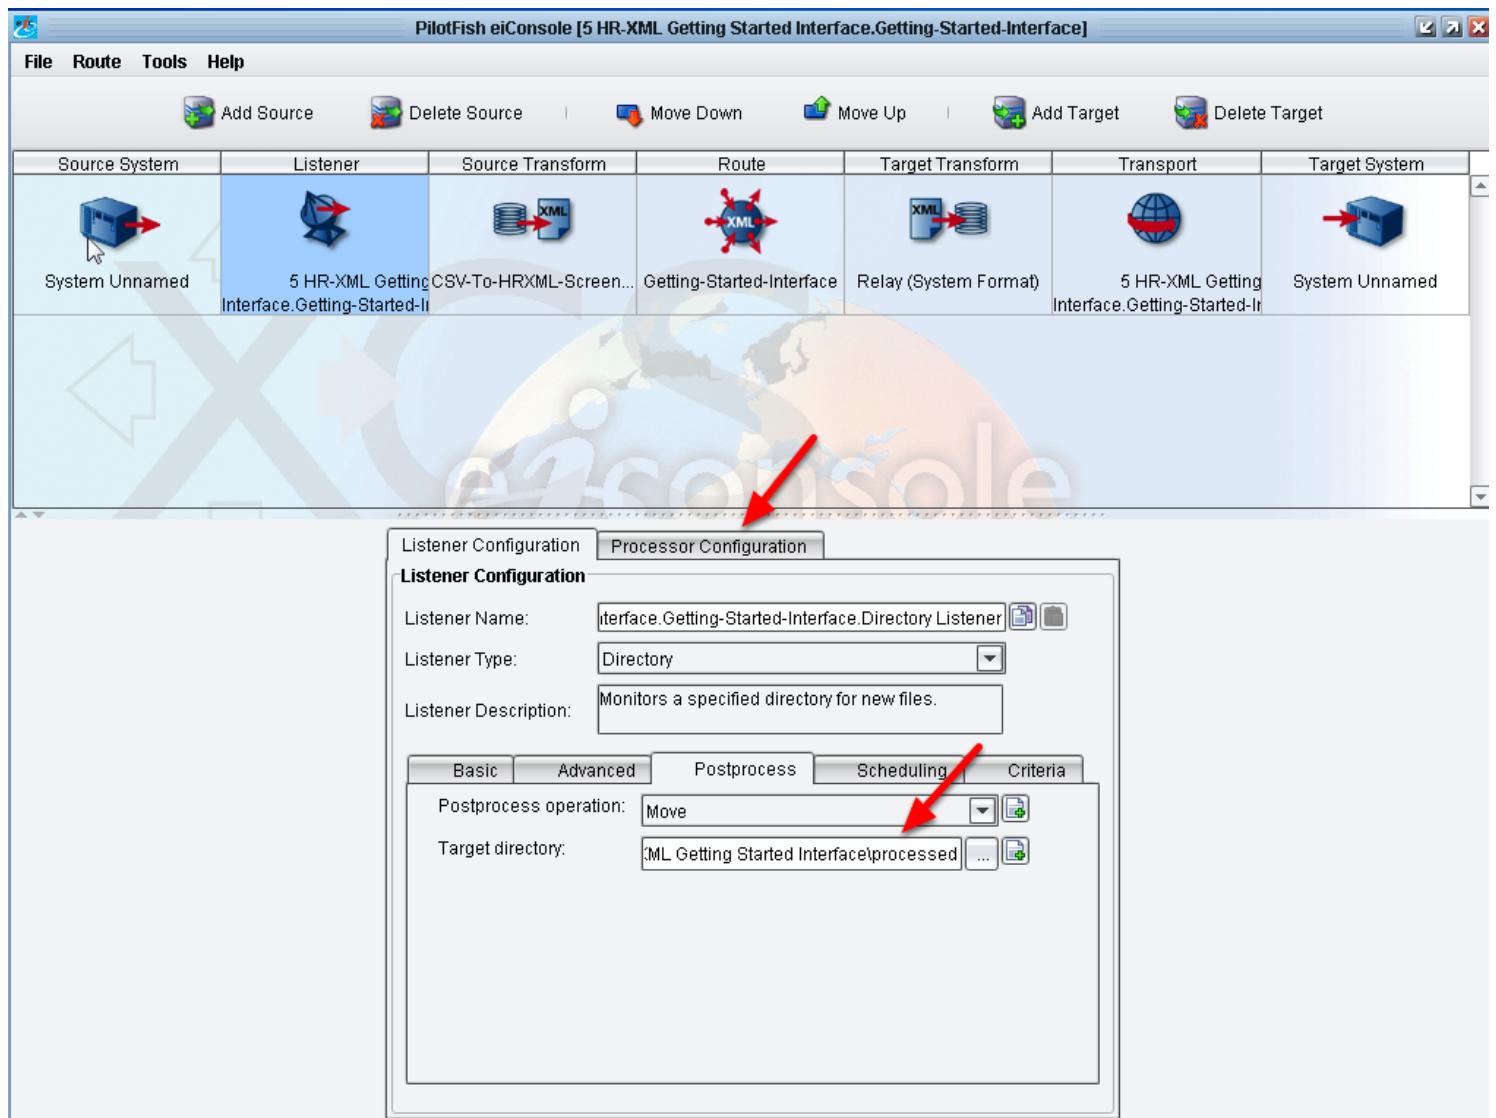 PilotFish eiConsole [5 HR-XML Getting Started Interface.Getting-Started-Interface]
File Route Tools Help
Add Source Delete Source Move Down Move Up Add Target Delete Target
Source System Listener Source Transform Route Target Transform Transport Target System
XML XML XML
System Unnamed 5 HR-XML Getting CSV-To-HRXML-Screen... Getting-Started-Interface Relay (System Format) 5 HR-XML Getting System Unnamed
Interface.Getting-Started-Ir Interface.Getting-Started-Ir
XCS
eiconsole
Listener Configuration Processor Configuration
Listener Configuration
Listener Name: terface.Getting-Started-Interface.Directory Listener
Listener Type: Directory
Listener Description: Monitors a specified directory for new files.
Basic Advanced Postprocess Scheduling Criteria
Postprocess operation: Move
Target directory: ML Getting Started Interface\processed ...